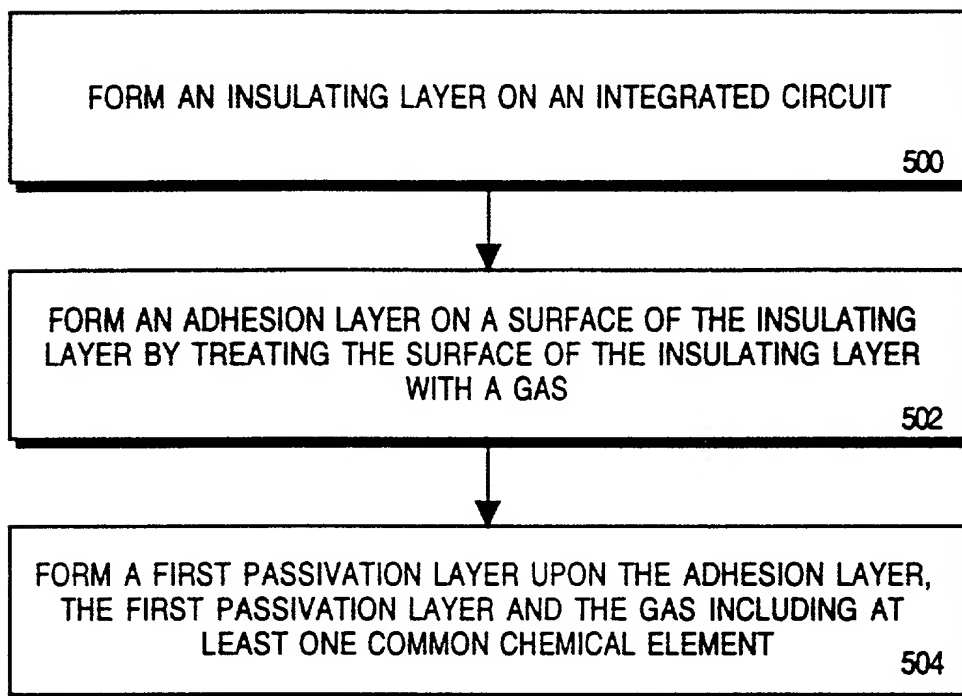 FORM AN INSULATING LAYER ON AN INTEGRATED CIRCUIT
500
FORM AN ADHESION LAYER ON A SURFACE OF THE INSULATING
LAYER BY TREATING THE SURFACE OF THE INSULATING LAYER
WITH A GAS
502
FORM A FIRST PASSIVATION LAYER UPON THE ADHESION LAYER,
THE FIRST PASSIVATION LAYER AND THE GAS INCLUDING AT
LEAST ONE COMMON CHEMICAL ELEMENT
504